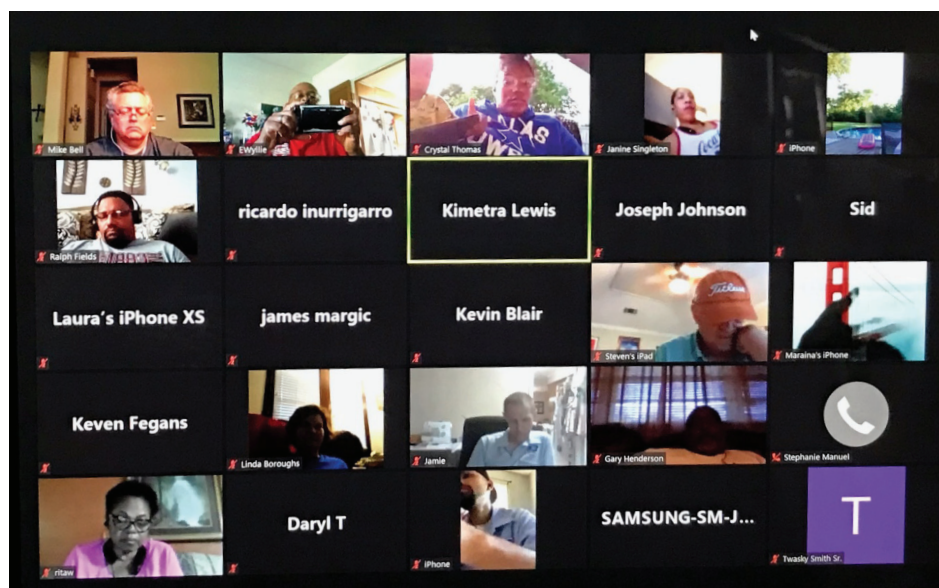 Mike Bell
EWyllie
Crystal Thomas
Janine Singleton
iPhone
Ralph Fields
ricardo inurrigarro
Kimetra Lewis
Joseph Johnson
Sid
Laura's iPhone XS
james margic
Kevin Blair
Steven's iPad
Maraina's iPhone
Keven Fegans
Linda Boroughs
Jamie
Gary Henderson
Stephanie Manuel
ritaw
Daryl T
iPhone
SAMSUNG-SM-J...
T
Twasky Smith Sr.